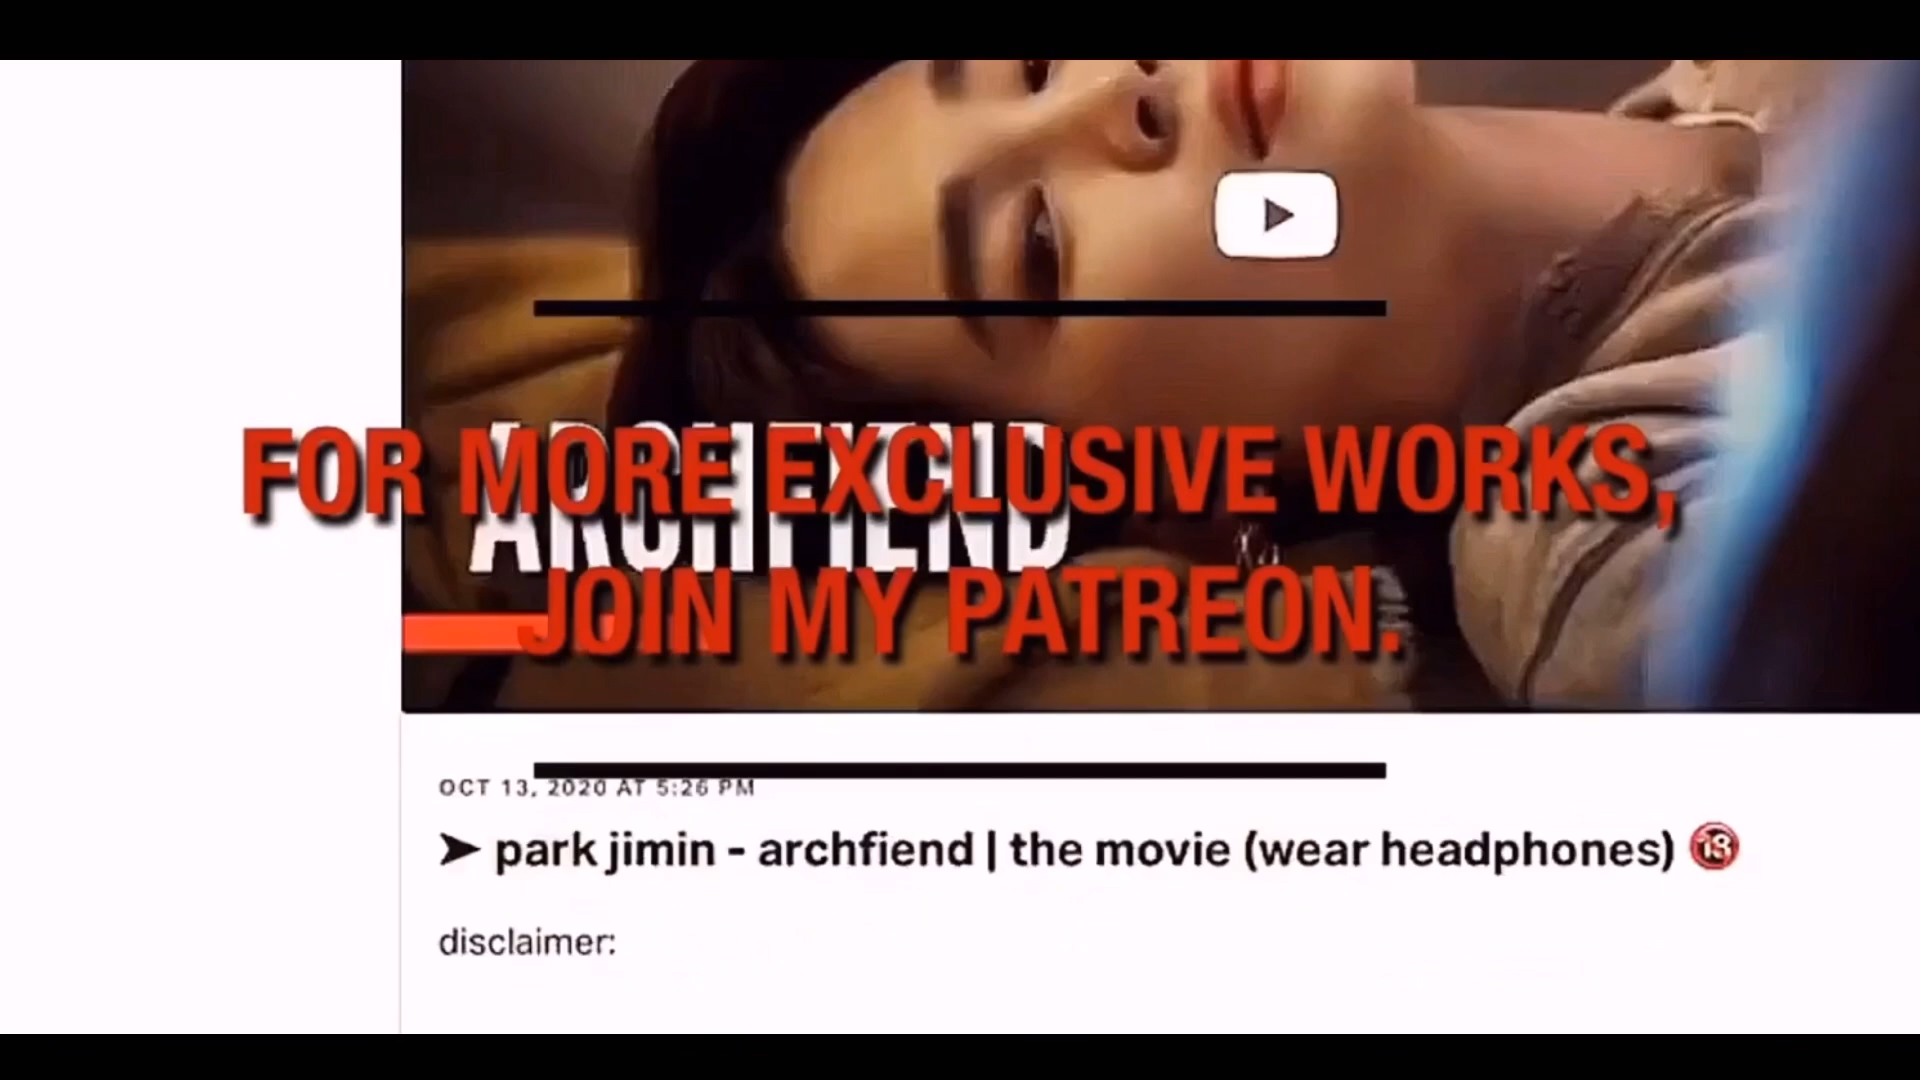 FOR MORE EXCLUSIVE WORKS,
ARCHFIEND
JOIN MY PATREON.
OCT 13, 2020 AT 5:26 PM
➤ park jimin - archfiend | the movie (wear headphones) 🔞
disclaimer: